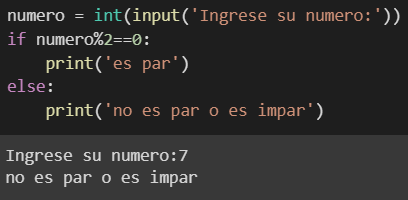 numero = int(input('Ingrese su numero:'))
if numero%2==0:
    print('es par')
else:
    print('no es par o es impar')
Ingrese su numero:7
no es par o es impar